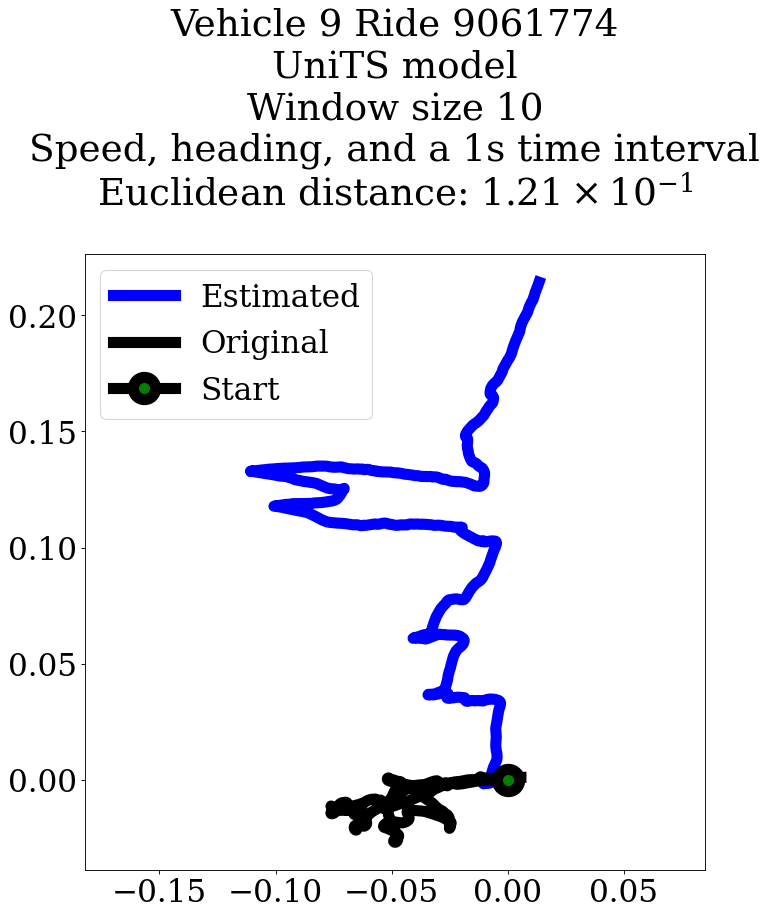 Vehicle 9 Ride 9061774
UniTS model
Window size 10
Speed, heading, and a 1s time interval
Euclidean distance: 1.21 × 10⁻¹
Estimated
Original
Start
0.20
0.15
0.10
0.05
0.00
−0.15 −0.10 −0.05 0.00 0.05